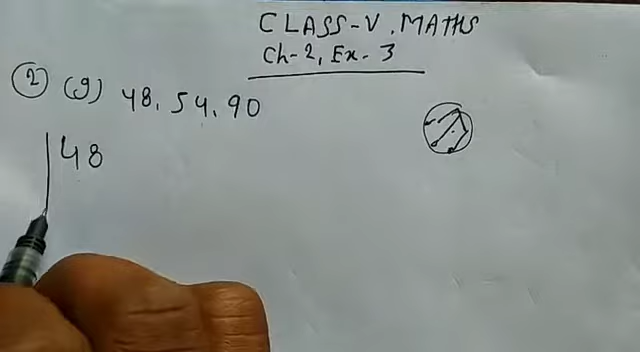 CLASS-V. MATHS
Ch-2, Ex-3
(2) (g) 48, 54, 90
48